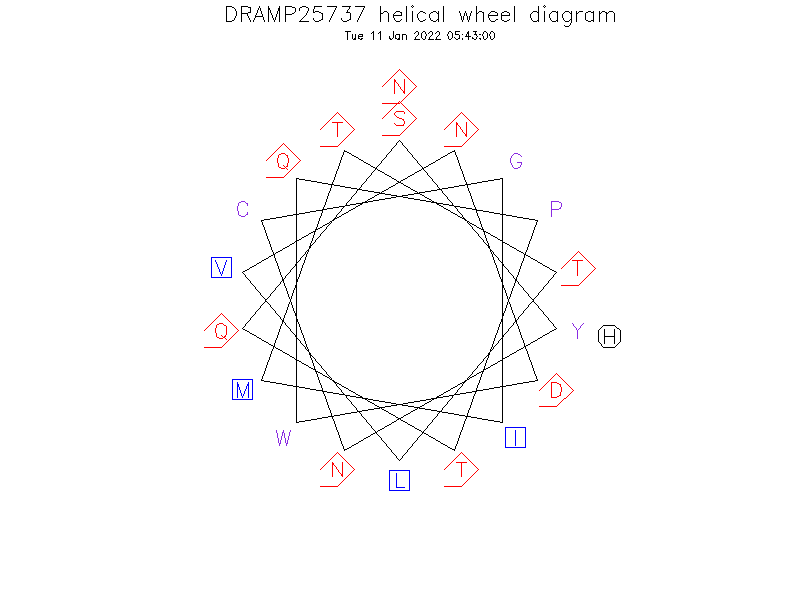 DRAMP25737 helical wheel diagram
Tue 11 Jan 2022 05:43:00
N
S
T N
Q G
C P
V T
Q Y H
M D
W I
N T
L